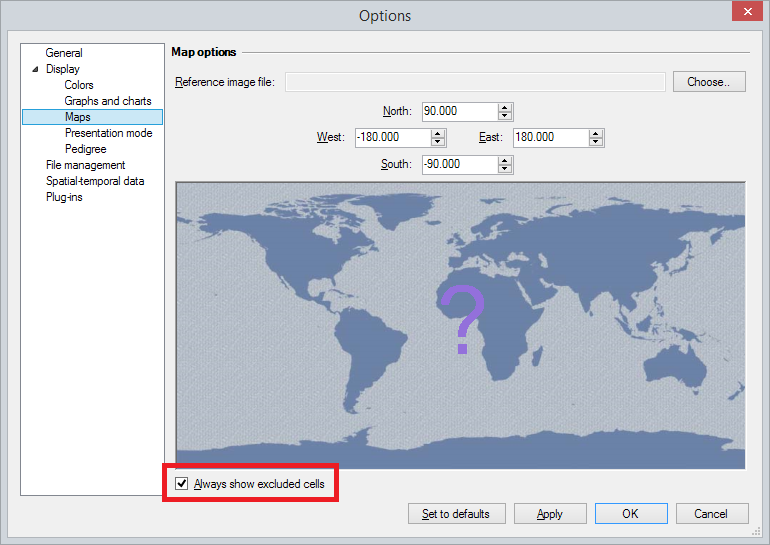 Options
General
Display
Colors
Graphs and charts
Maps
Presentation mode
Pedigree
File management
Spatial-temporal data
Plug-ins
Map options
Reference image file:
Choose..
North: 90.000
West: -180.000 East: 180.000
South: -90.000
?
Always show excluded cells
Set to defaults Apply OK Cancel